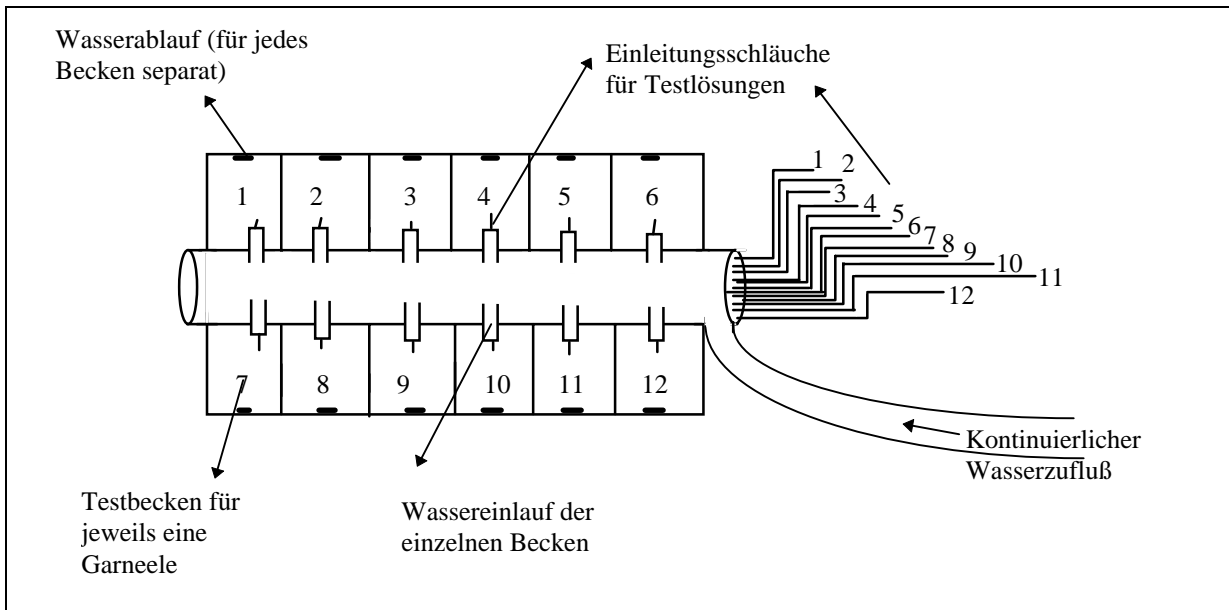 Wasserablauf (für jedes
Becken separat)
Einleitungsschläuche
für Testlösungen
1
2
3
4
5
6
7
8
9
10
11
12
1 2 3 4 5 6
7 8 9 10 11 12
Kontinuierlicher
Wasserzufluß
Testbecken für
jeweils eine
Garneele
Wassereinlauf der
einzelnen Becken